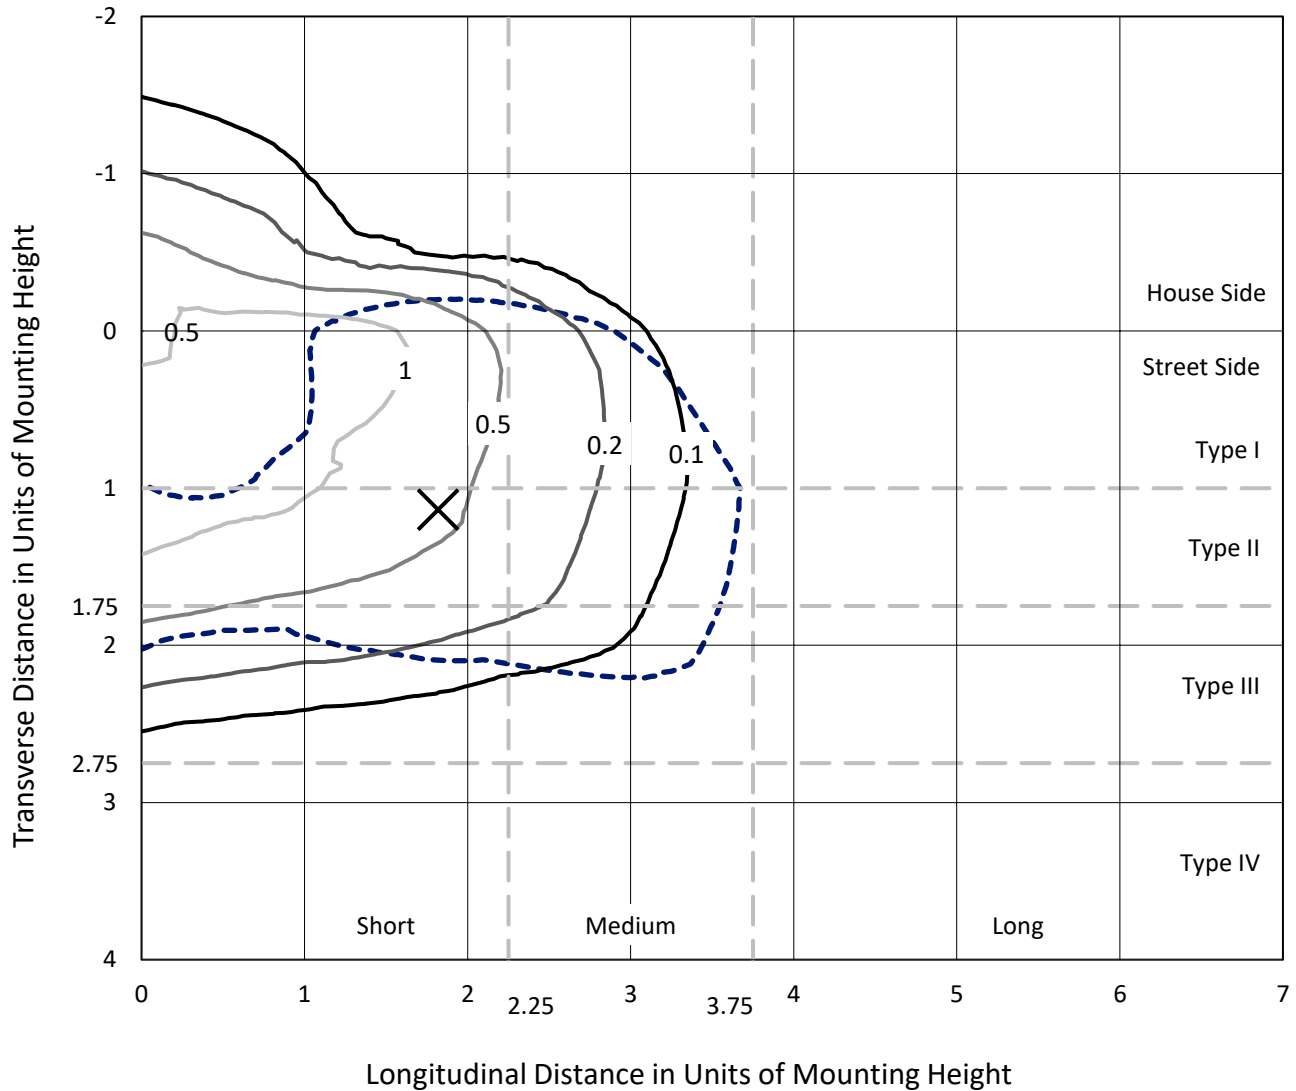 -2
-1
0
1
1.75
2
2.75
3
4
Transverse Distance in Units of Mounting Height
House Side
Street Side
Type I
Type II
Type III
Type IV
0.5
1
0.5
0.2
0.1
Short
Medium
Long
0
1
2
2.25
3
3.75
4
5
6
7
Longitudinal Distance in Units of Mounting Height